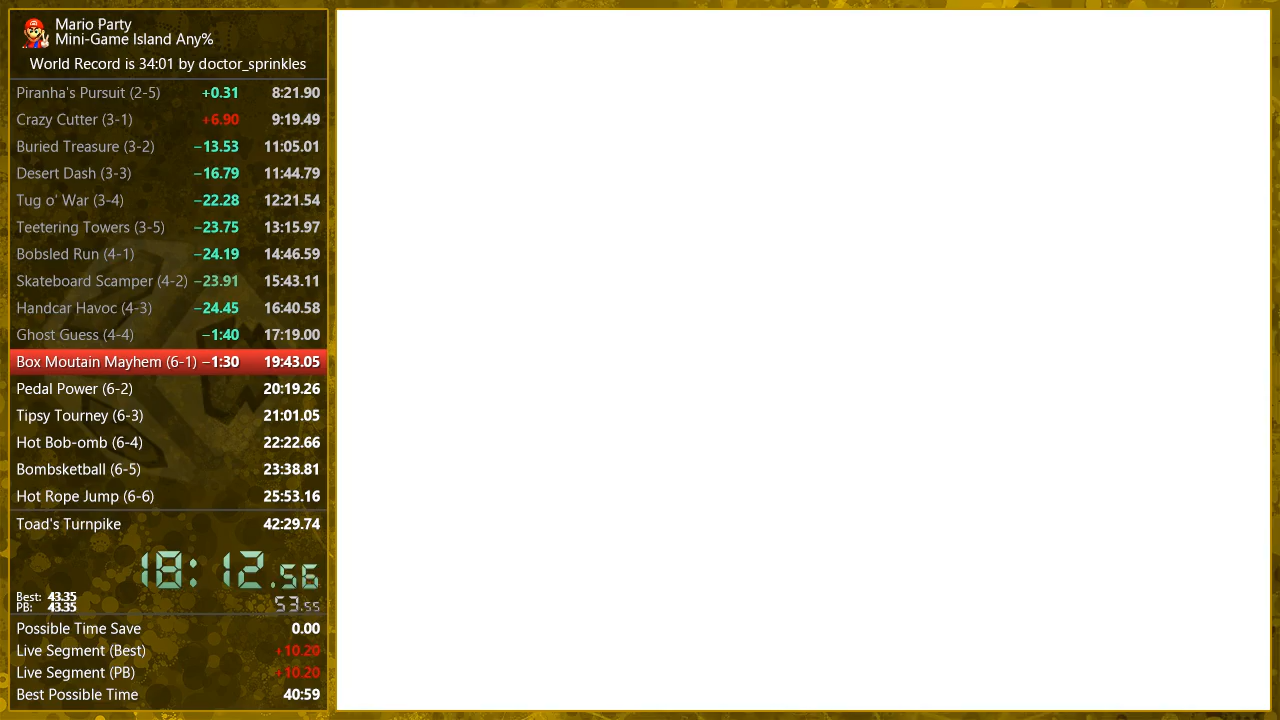 Mario Party
Mini-Game Island Any%
World Record is 34:01 by doctor_sprinkles
Piranha's Pursuit (2-5) +0.31 8:21.90
Crazy Cutter (3-1) +6.90 9:19.49
Buried Treasure (3-2) −13.53 11:05.01
Desert Dash (3-3) −16.79 11:44.79
Tug o' War (3-4) −22.28 12:21.54
Teetering Towers (3-5) −23.75 13:15.97
Bobsled Run (4-1) −24.19 14:46.59
Skateboard Scamper (4-2) −23.91 15:43.11
Handcar Havoc (4-3) −24.45 16:40.58
Ghost Guess (4-4) −1:40 17:19.00
Box Moutain Mayhem (6-1) −1:30 19:43.05
Pedal Power (6-2) 20:19.26
Tipsy Tourney (6-3) 21:01.05
Hot Bob-omb (6-4) 22:22.66
Bombsketball (6-5) 23:38.81
Hot Rope Jump (6-6) 25:53.16
Toad's Turnpike 42:29.74
18:12.56
Best: 43.35
PB: 43.35 53.55
Possible Time Save 0.00
Live Segment (Best) +10.20
Live Segment (PB) +10.20
Best Possible Time 40:59